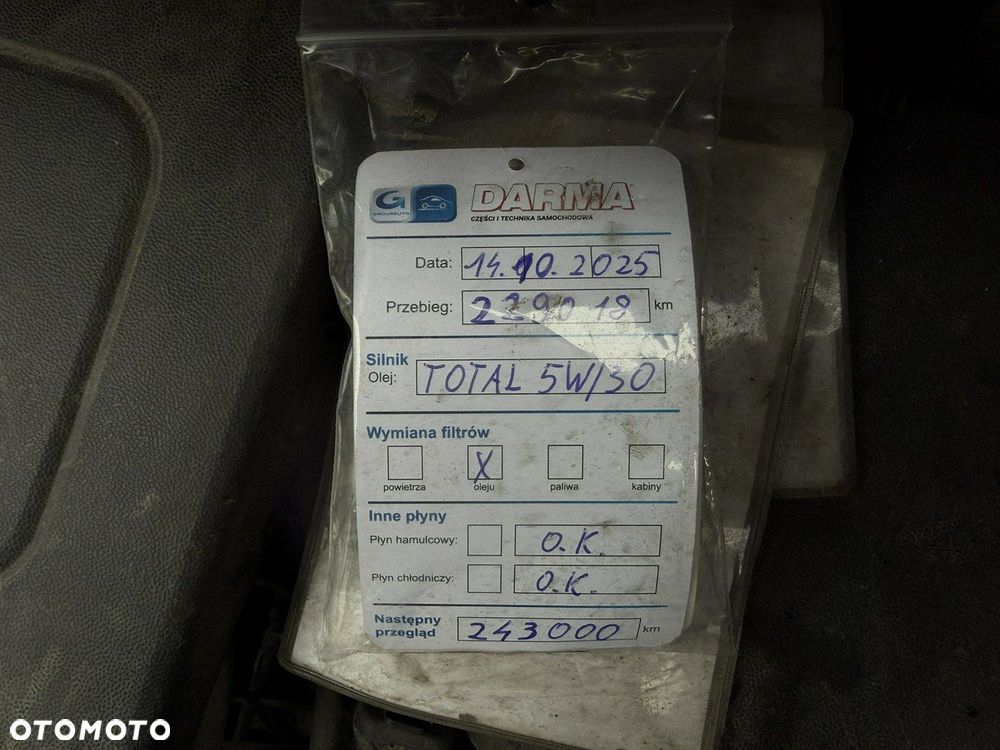 G GROUPAUTO DARMA
CZĘŚCI I TECHNIKA SAMOCHODOWA
Data: 14.10.2025
Przebieg: 229018 km
Silnik
Olej: TOTAL 5W/30
Wymiana filtrów
X
powietrza oleju paliwa kabiny
Inne płyny
Płyn hamulcowy: O.K.
Płyn chłodniczy: O.K.
Następny
przegląd 243000 km
OTOMOTO